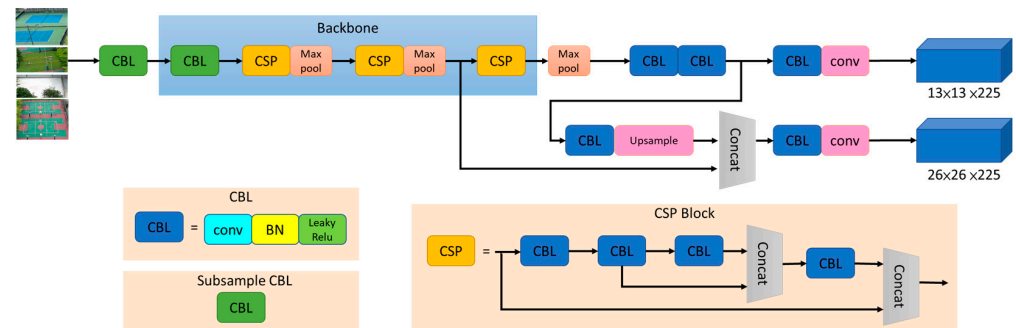 Backbone
CBL
CBL
CSP
Max
pool
CSP
Max
pool
CSP
Max
pool
CBL
CBL
CBL
conv
13×13 ×225
CBL
Upsample
Concat
CBL
conv
26×26 ×225
CBL
CBL
=
conv
BN
Leaky
Relu
Subsample CBL
CBL
CSP Block
CSP
=
CBL
CBL
CBL
Concat
CBL
Concat